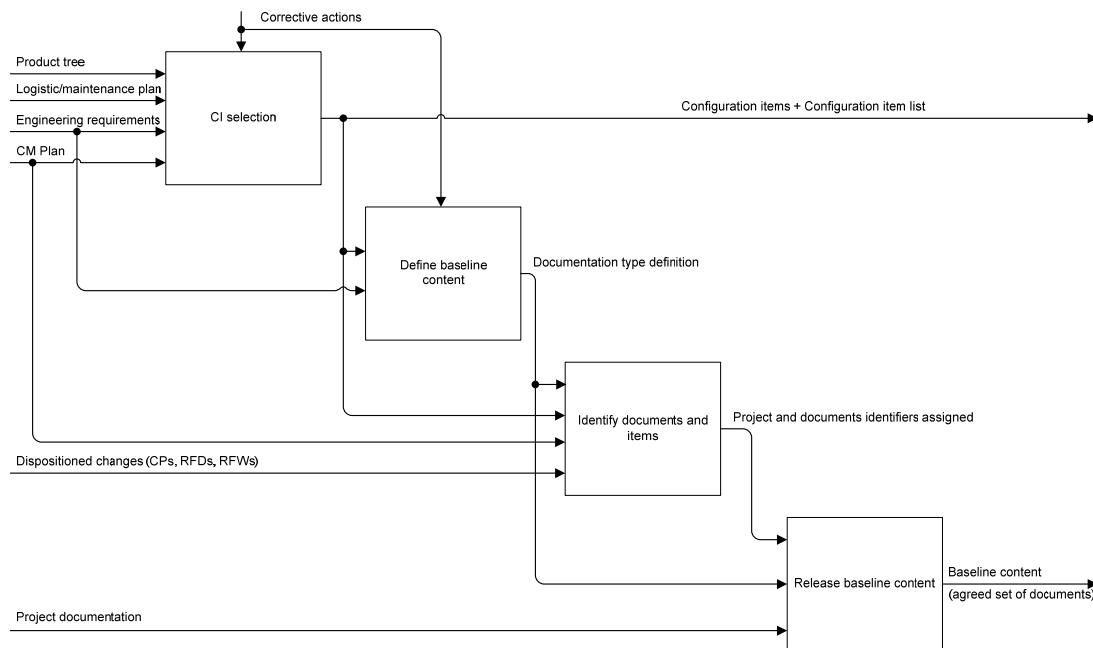 Corrective actions
Product tree
Logistic/maintenance plan
Engineering requirements
CM Plan
CI selection
Configuration items + Configuration item list
Define baseline
content
Documentation type definition
Identify documents and
items
Project and documents identifiers assigned
Dispositioned changes (CPs, RFDs, RFWs)
Release baseline content
Baseline content
(agreed set of documents)
Project documentation